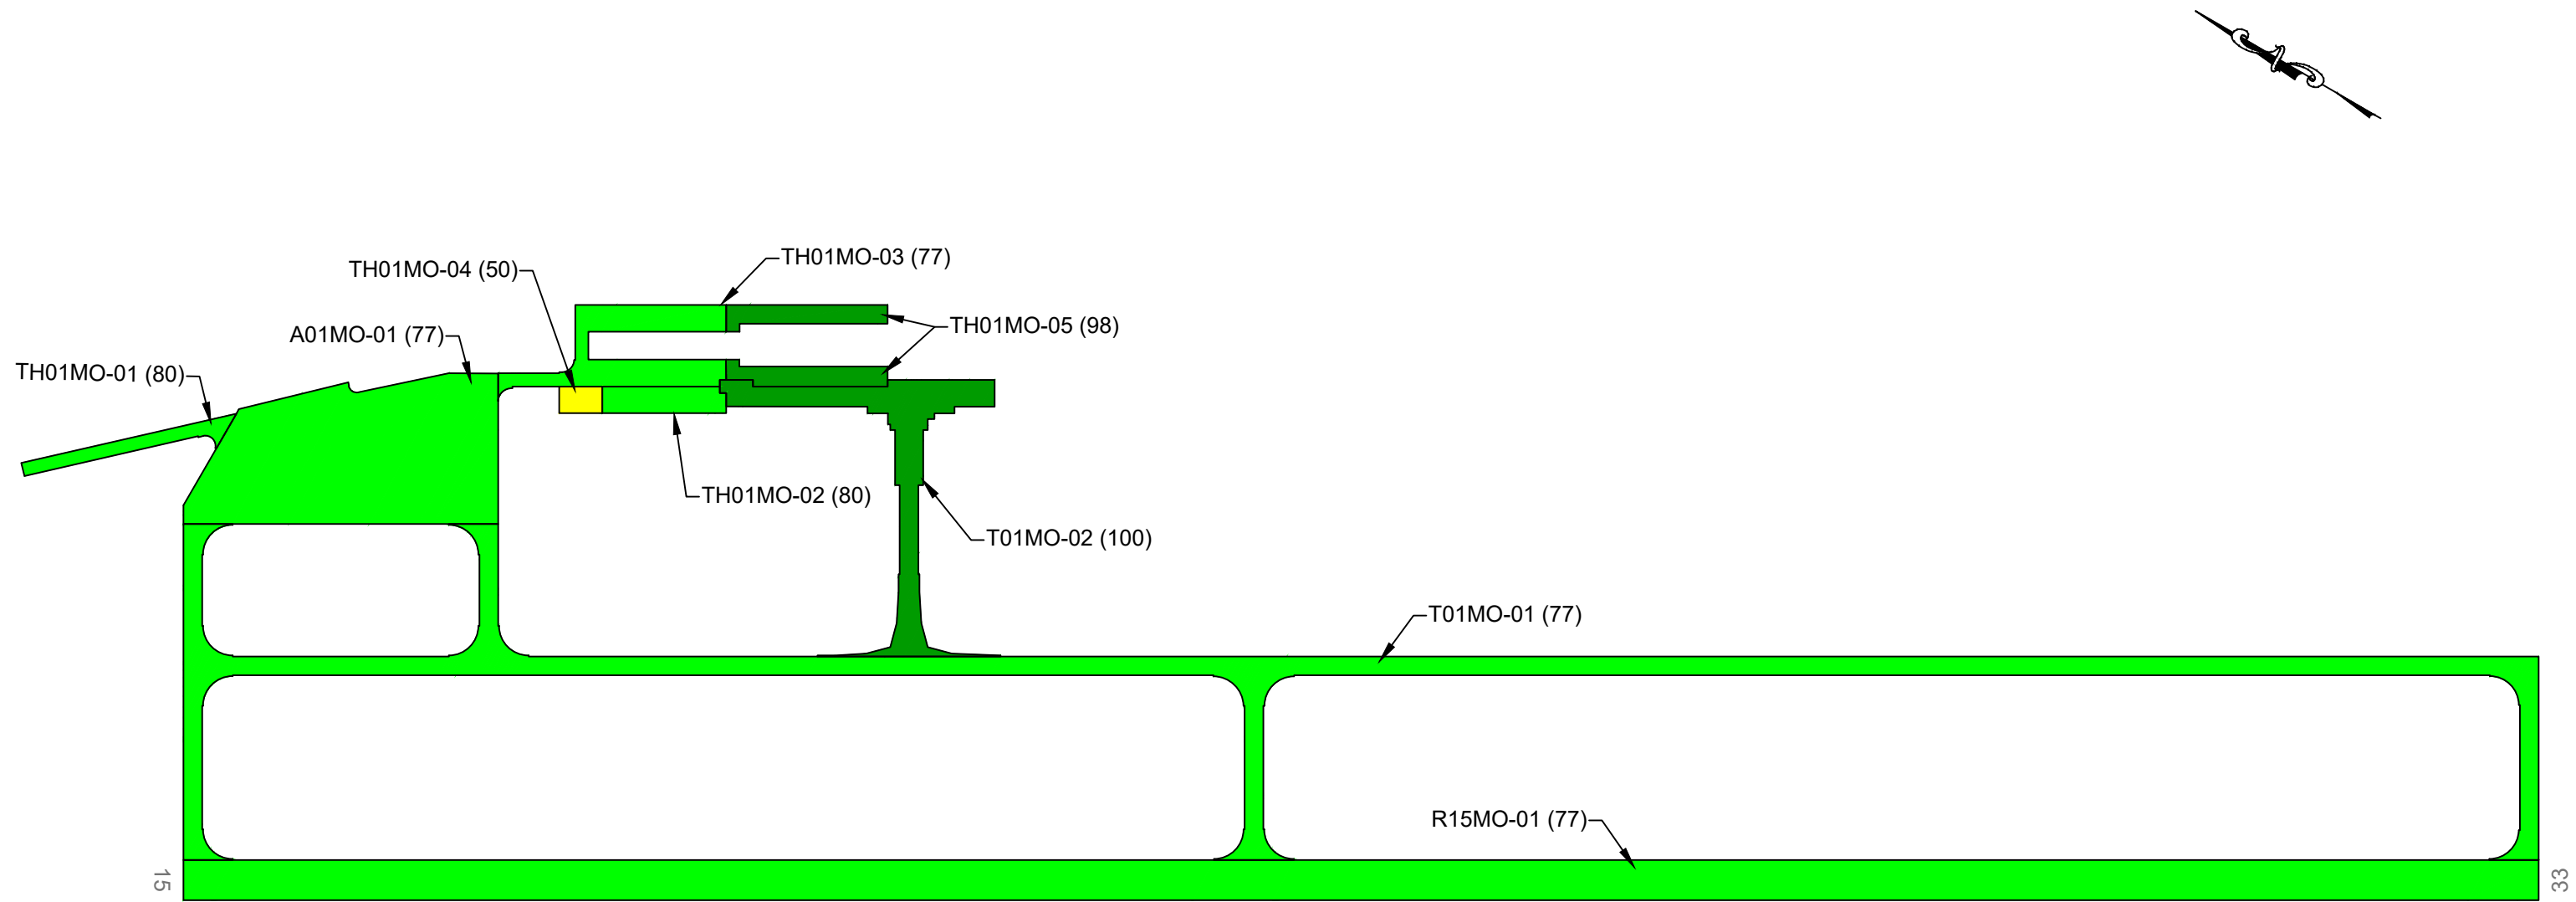 TH01MO-03 (77)
TH01MO-04 (50)
TH01MO-05 (98)
A01MO-01 (77)
TH01MO-01 (80)
TH01MO-02 (80)
T01MO-02 (100)
T01MO-01 (77)
R15MO-01 (77)
15
33